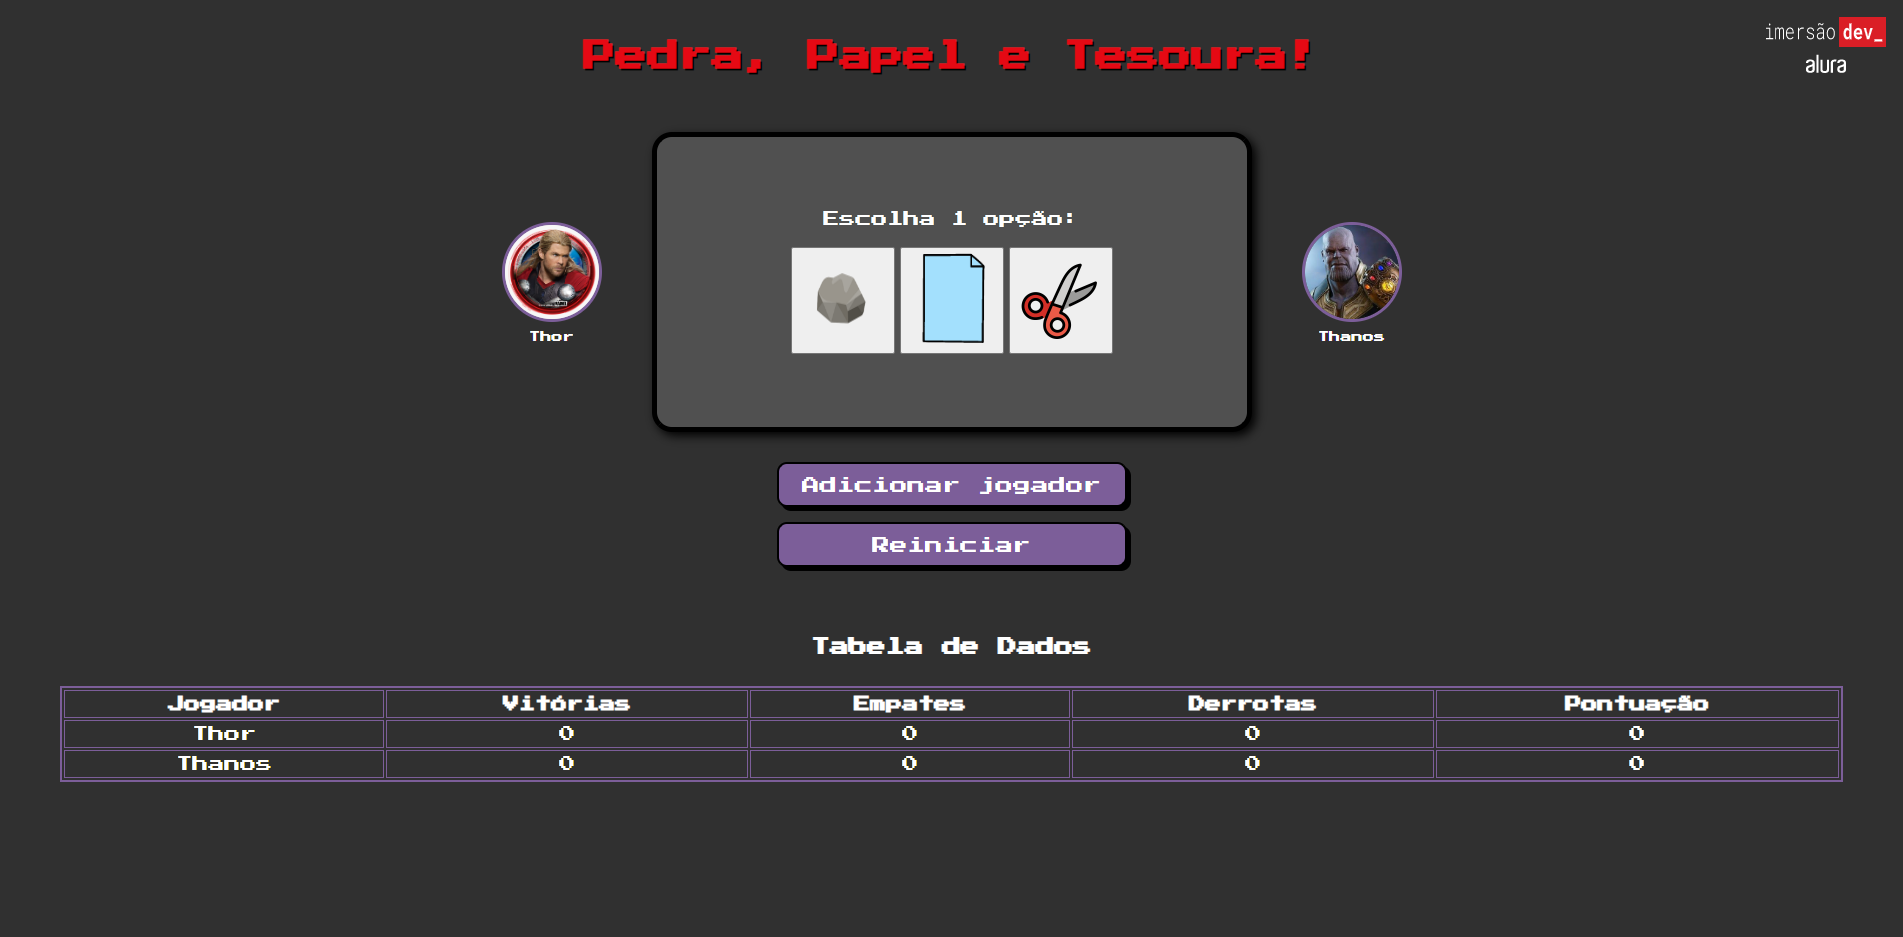 Pedra, Papel e Tesoura!
imersão dev_
alura
Escolha 1 opção:
Thor
Thanos
Adicionar jogador
Reiniciar
Tabela de Dados
Jogador Vitórias Empates Derrotas Pontuação
Thor 0 0 0 0
Thanos 0 0 0 0